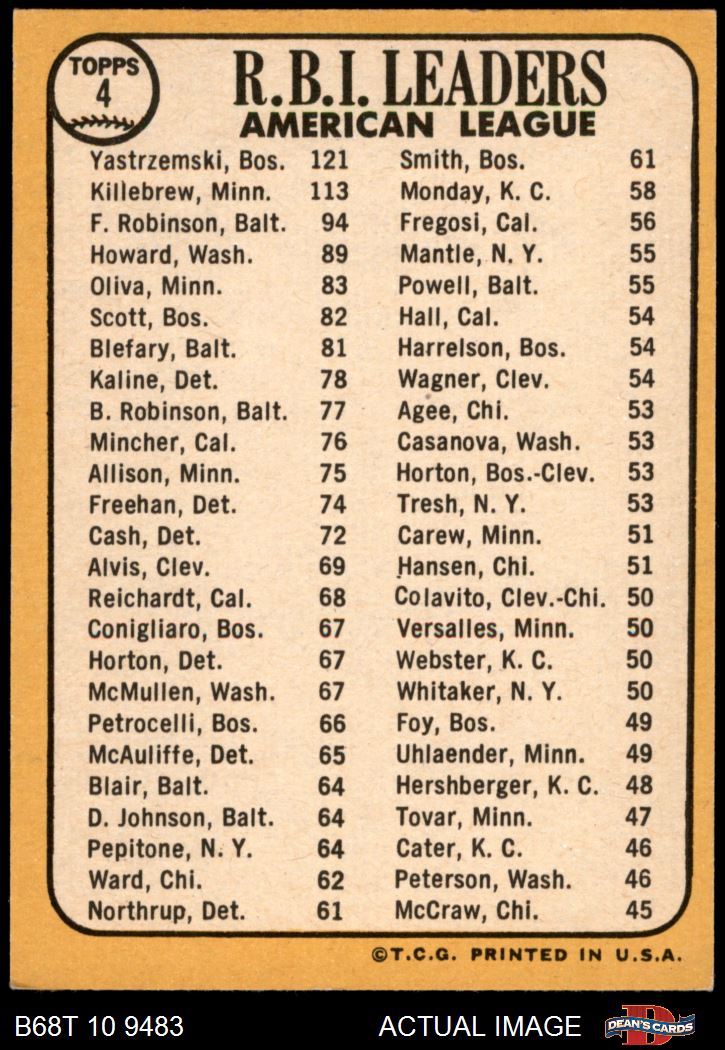 TOPPS
4
R.B.I. LEADERS
AMERICAN LEAGUE
Yastrzemski, Bos. 121
Killebrew, Minn. 113
F. Robinson, Balt. 94
Howard, Wash. 89
Oliva, Minn. 83
Scott, Bos. 82
Blefary, Balt. 81
Kaline, Det. 78
B. Robinson, Balt. 77
Mincher, Cal. 76
Allison, Minn. 75
Freehan, Det. 74
Cash, Det. 72
Alvis, Clev. 69
Reichardt, Cal. 68
Conigliaro, Bos. 67
Horton, Det. 67
McMullen, Wash. 67
Petrocelli, Bos. 66
McAuliffe, Det. 65
Blair, Balt. 64
D. Johnson, Balt. 64
Pepitone, N. Y. 64
Ward, Chi. 62
Northrup, Det. 61
Smith, Bos. 61
Monday, K. C. 58
Fregosi, Cal. 56
Mantle, N. Y. 55
Powell, Balt. 55
Hall, Cal. 54
Harrelson, Bos. 54
Wagner, Clev. 54
Agee, Chi. 53
Casanova, Wash. 53
Horton, Bos.-Clev. 53
Tresh, N. Y. 53
Carew, Minn. 51
Hansen, Chi. 51
Colavito, Clev.-Chi. 50
Versalles, Minn. 50
Webster, K. C. 50
Whitaker, N. Y. 50
Foy, Bos. 49
Uhlaender, Minn. 49
Hershberger, K. C. 48
Tovar, Minn. 47
Cater, K. C. 46
Peterson, Wash. 46
McCraw, Chi. 45
©T.C.G. PRINTED IN U.S.A.
B68T 10 9483
ACTUAL IMAGE
D
DEAN'S CARDS